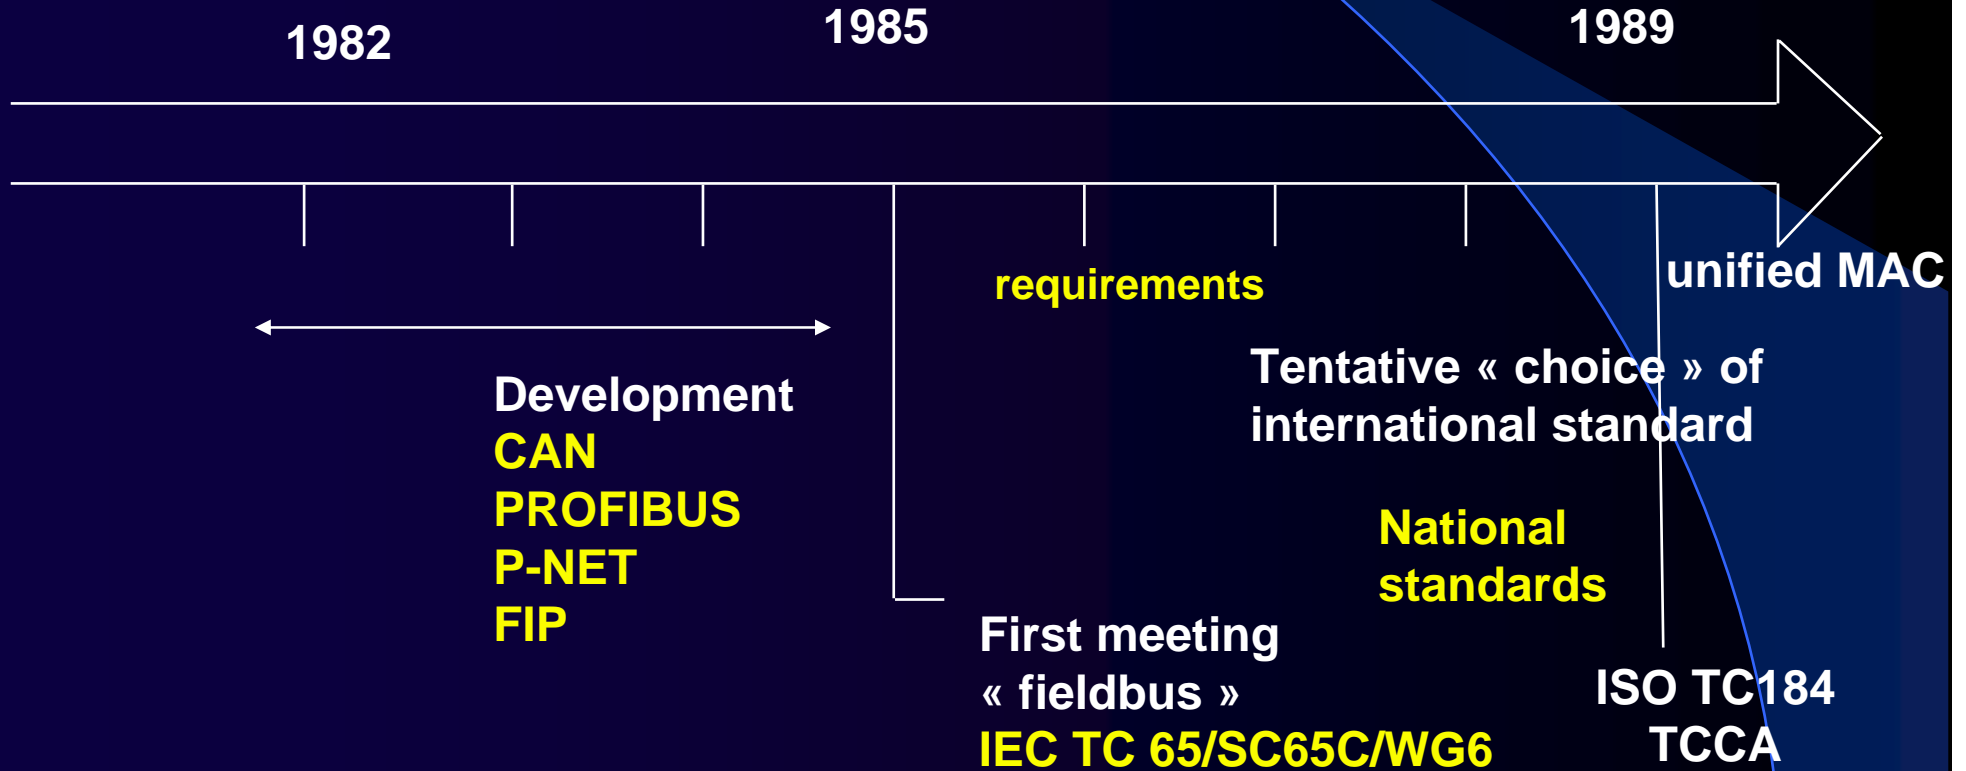 1982
1985
1989
requirements
unified MAC
Development
CAN
PROFIBUS
P-NET
FIP
Tentative « choice » of
international standard
National
standards
First meeting
« fieldbus »
IEC TC 65/SC65C/WG6
ISO TC184
TCCA